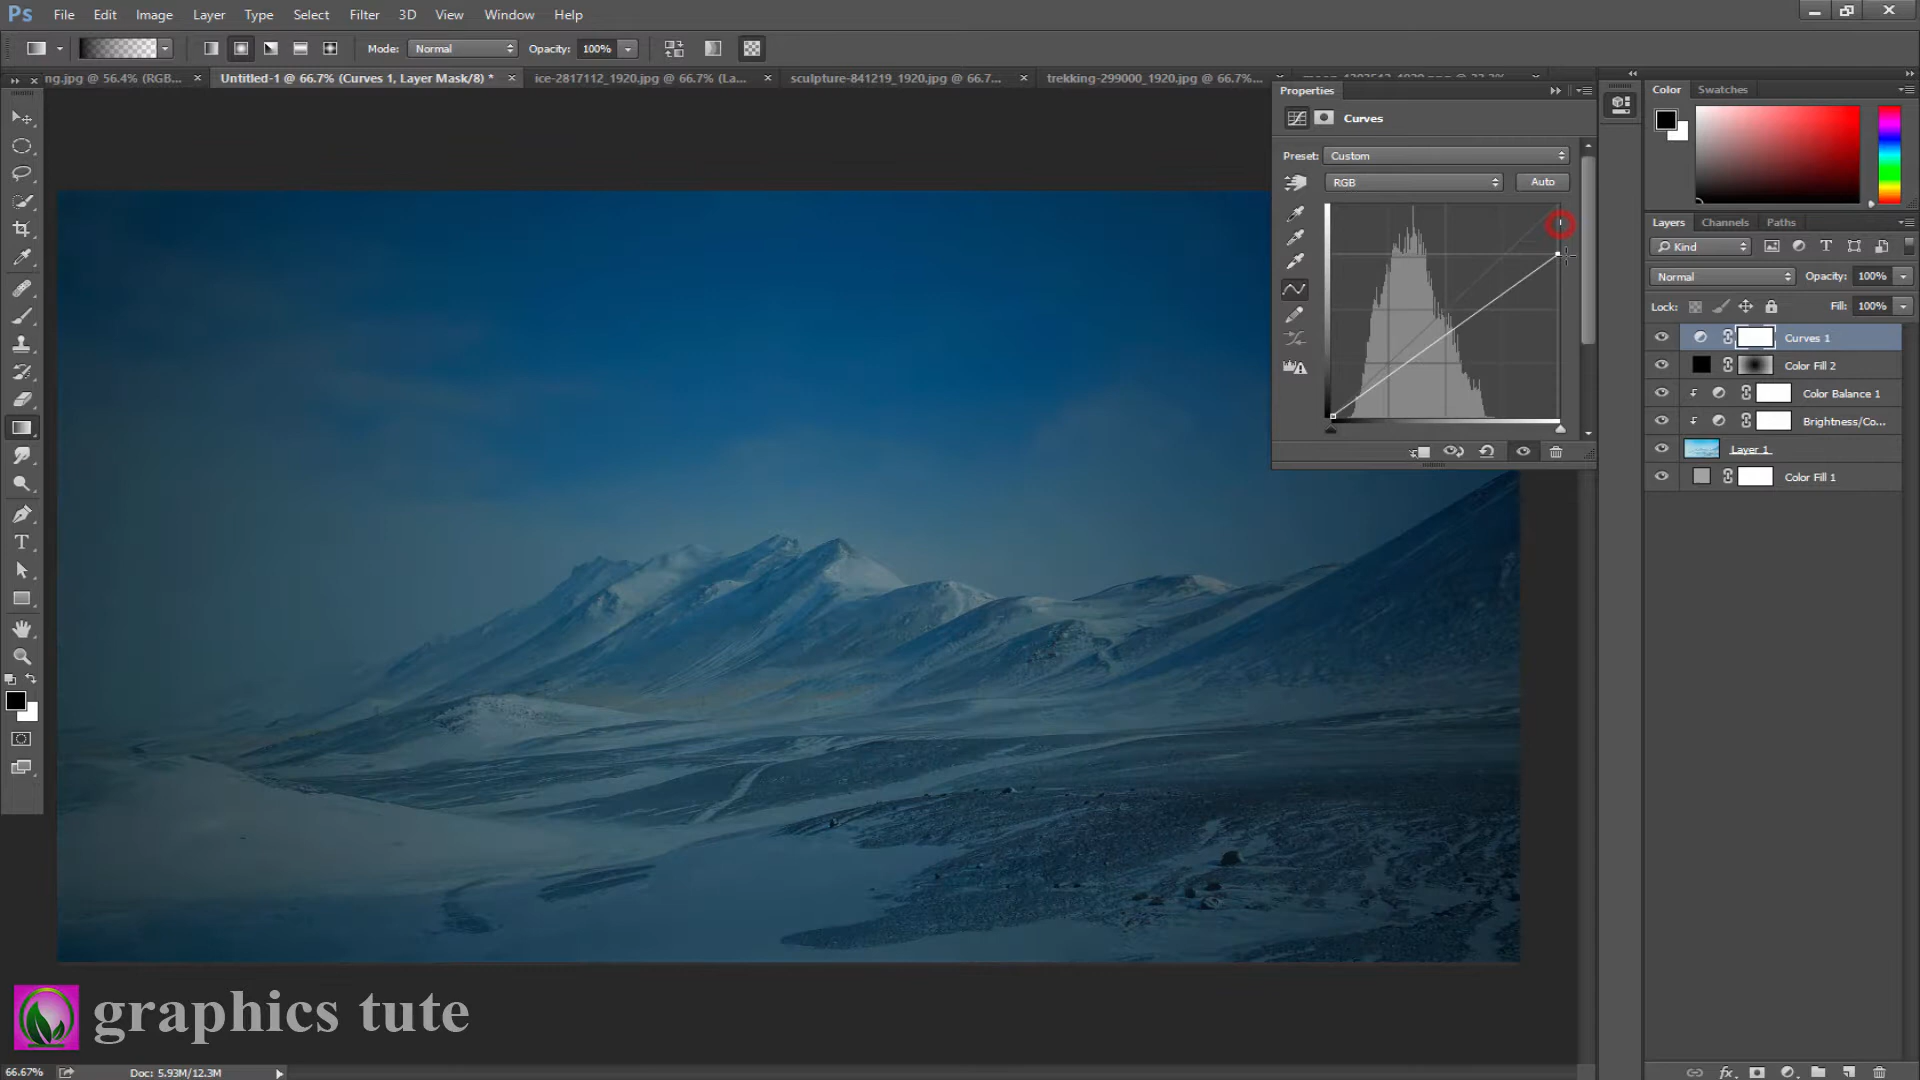 Ps File Edit Image Layer Type Select Filter 3D View Window Help
Mode: Normal Opacity: 100%
ng.jpg @ 56.4% (RGB... × Untitled-1 @ 66.7% (Curves 1, Layer Mask/8) * × ice-2817112_1920.jpg @ 66.7% (La... × sculpture-841219_1920.jpg @ 66.7... × trekking-299000_1920.jpg @ 66.7%...
Properties
Curves
Preset: Custom
RGB Auto
Color Swatches
Layers Channels Paths
Kind
Normal Opacity: 100%
Lock: Fill: 100%
Curves 1
Color Fill 2
Color Balance 1
Brightness/Co...
Layer 1
Color Fill 1
graphics tute
66.67% Doc: 5.93M/12.3M
fx